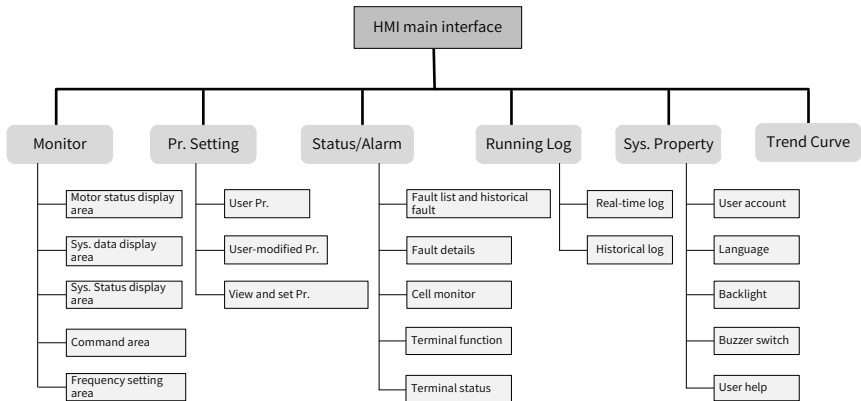 HMI main interface
Monitor
Pr. Setting
Status/Alarm
Running Log
Sys. Property
Trend Curve
Motor status display
area
Sys. data display
area
Sys. Status display
area
Command area
Frequency setting
area
User Pr.
User-modified Pr.
View and set Pr.
Fault list and historical
fault
Fault details
Cell monitor
Terminal function
Terminal status
Real-time log
Historical log
User account
Language
Backlight
Buzzer switch
User help